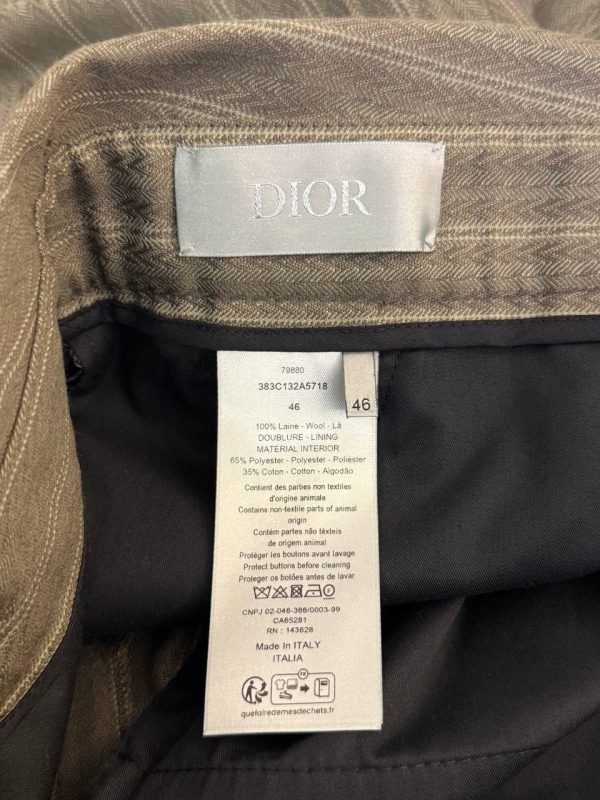 DIOR
79880
383C132A5718
46
46
100% Laine - Wool - Lã
DOUBLURE - LINING
MATERIAL INTERIOR
65% Polyester - Polyester - Poliéster
35% Coton - Cotton - Algodão
Contient des parties non textiles
d'origine animale
Contains non-textile parts of animal
origin
Contém partes não têxteis
de origem animal
Protéger les boutons avant lavage
Protect buttons before cleaning
Proteger os botões antes de lavar
CNPJ 02-046-366/0003-99
CA65281
RN : 143628
Made In ITALY
ITALIA
FR
quefairedemesdechets.fr